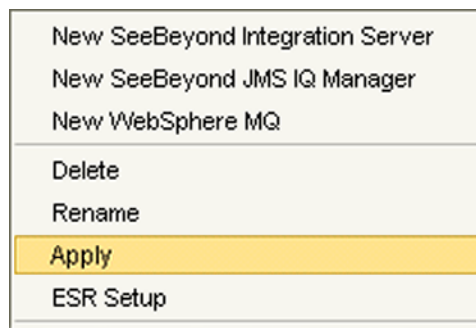 New SeeBeyond Integration Server
New SeeBeyond JMS IQ Manager
New WebSphere MQ
Delete
Rename
Apply
ESR Setup